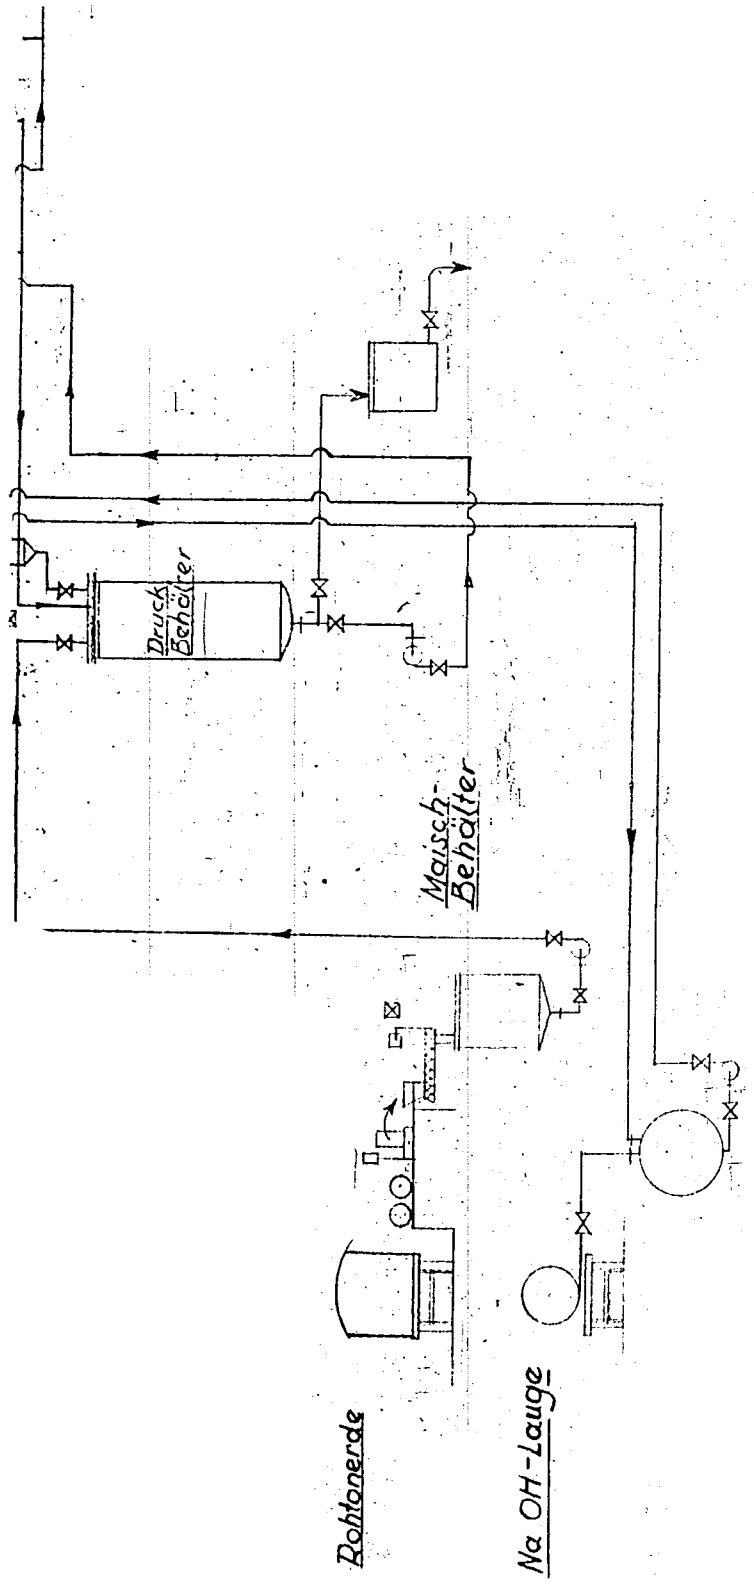 Rohtonerde
Na OH-Lauge
Maisch-
Behälter
Druck
Behälter